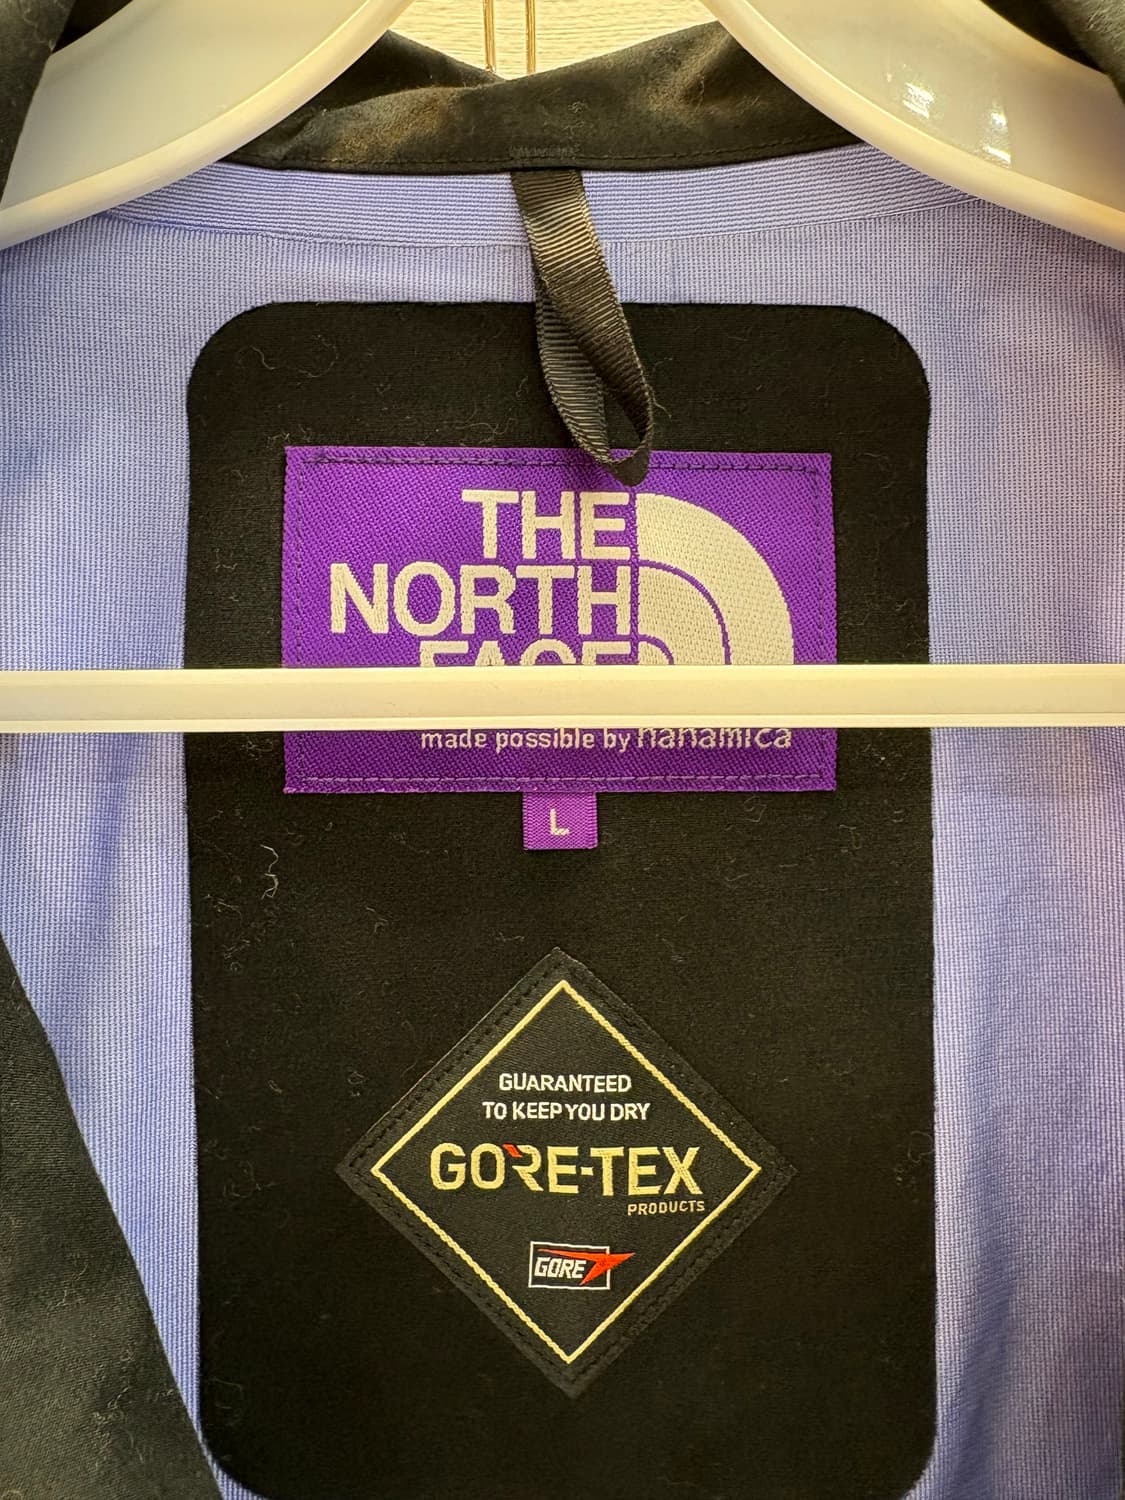 THE
NORTH
FACE
made possible by nanamica
L
GUARANTEED
TO KEEP YOU DRY
GORE-TEX
PRODUCTS
GORE